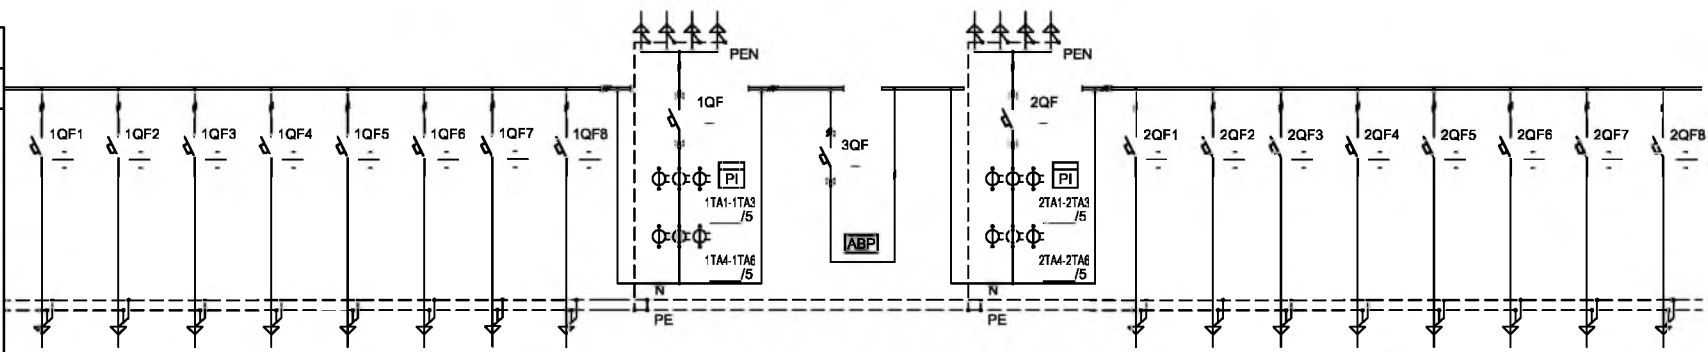 PEN
PEN
1QF
2QF
1QF1
1QF2
1QF3
1QF4
1QF5
1QF6
1QF7
1QF8
3QF
2QF1
2QF2
2QF3
2QF4
2QF5
2QF6
2QF7
2QF8
PI
PI
1TA1-1TA3
/5
2TA1-2TA3
/5
АВР
1TA4-1TA6
/5
2TA4-2TA6
/5
N
N
PE
PE